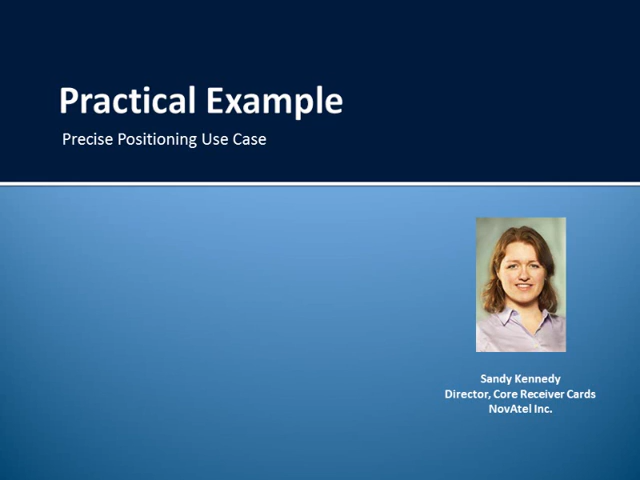 Practical Example
Precise Positioning Use Case
Sandy Kennedy
Director, Core Receiver Cards
NovAtel Inc.